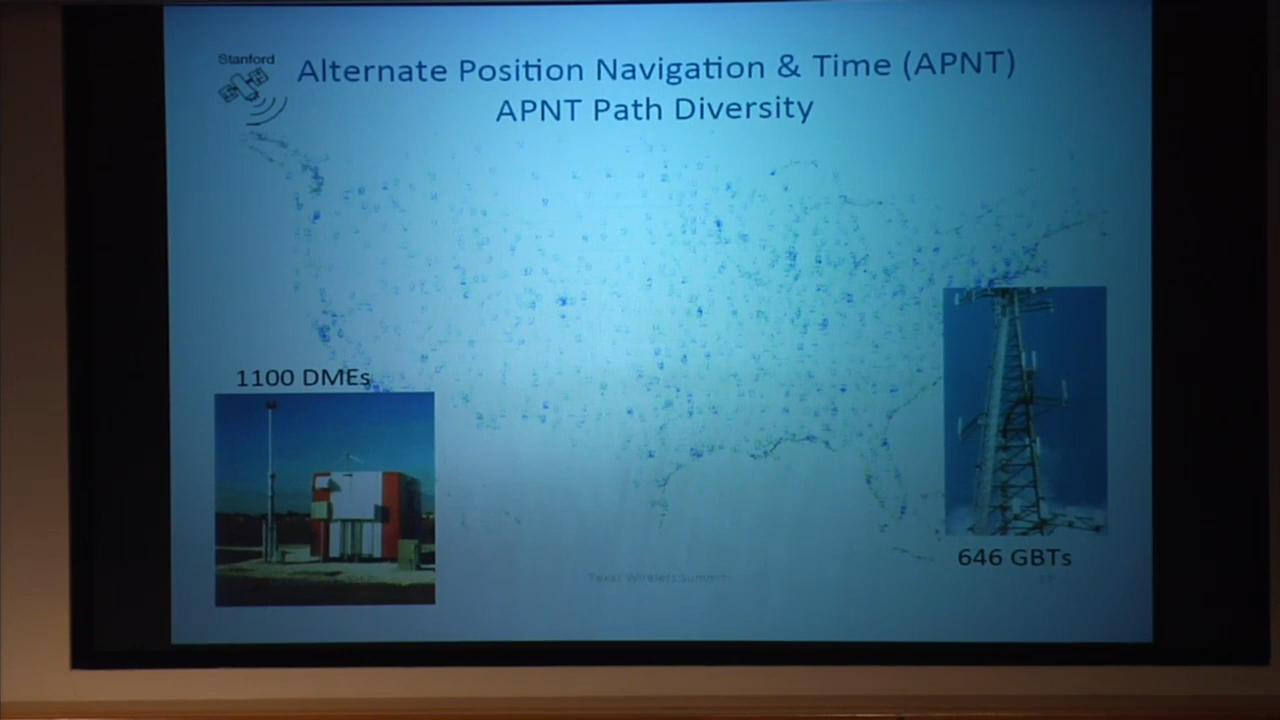 Stanford
Alternate Position Navigation & Time (APNT)
APNT Path Diversity
1100 DMEs
646 GBTs
Texas Wireless Summit